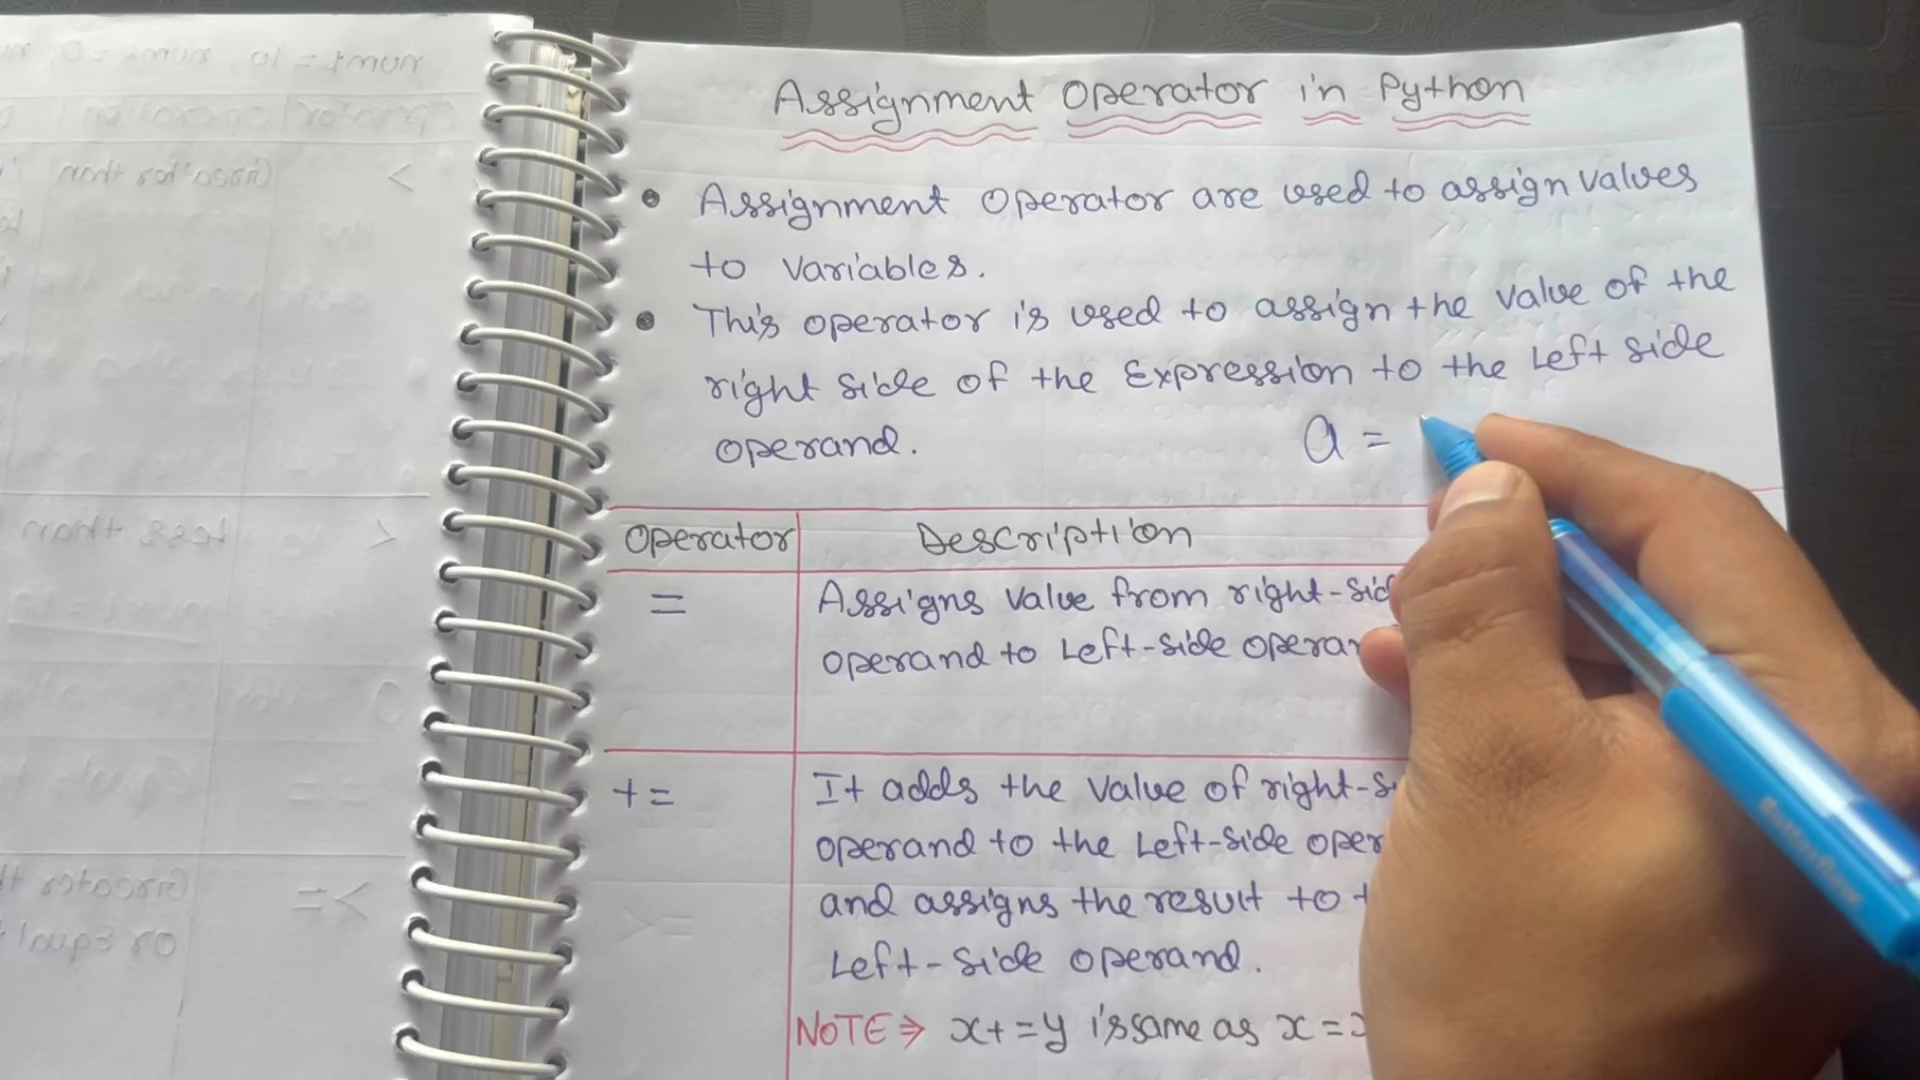 Assignment Operator in Python
• Assignment Operator are used to assign values
to variables.
• This operator is used to assign the value of the
right side of the Expression to the Left side
operand.
a =
Operator Description
= Assigns value from right-sid
operand to Left-side operan
+= It adds the value of right-s
operand to the Left-side oper
and assigns the result to t
Left-side operand.
NOTE ⇒ x+=y is same as x=